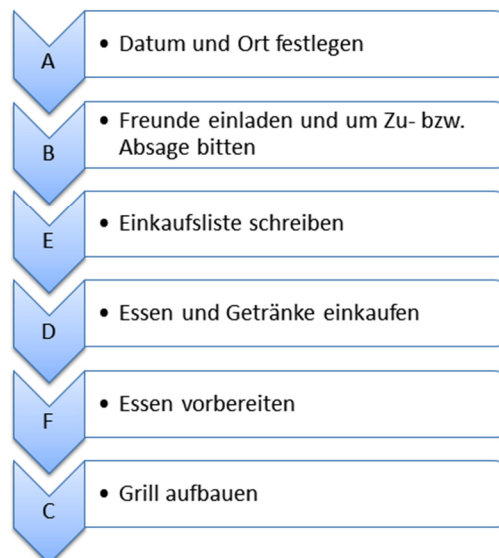 A
• Datum und Ort festlegen
B
• Freunde einladen und um Zu- bzw.
Absage bitten
E
• Einkaufsliste schreiben
D
• Essen und Getränke einkaufen
F
• Essen vorbereiten
C
• Grill aufbauen